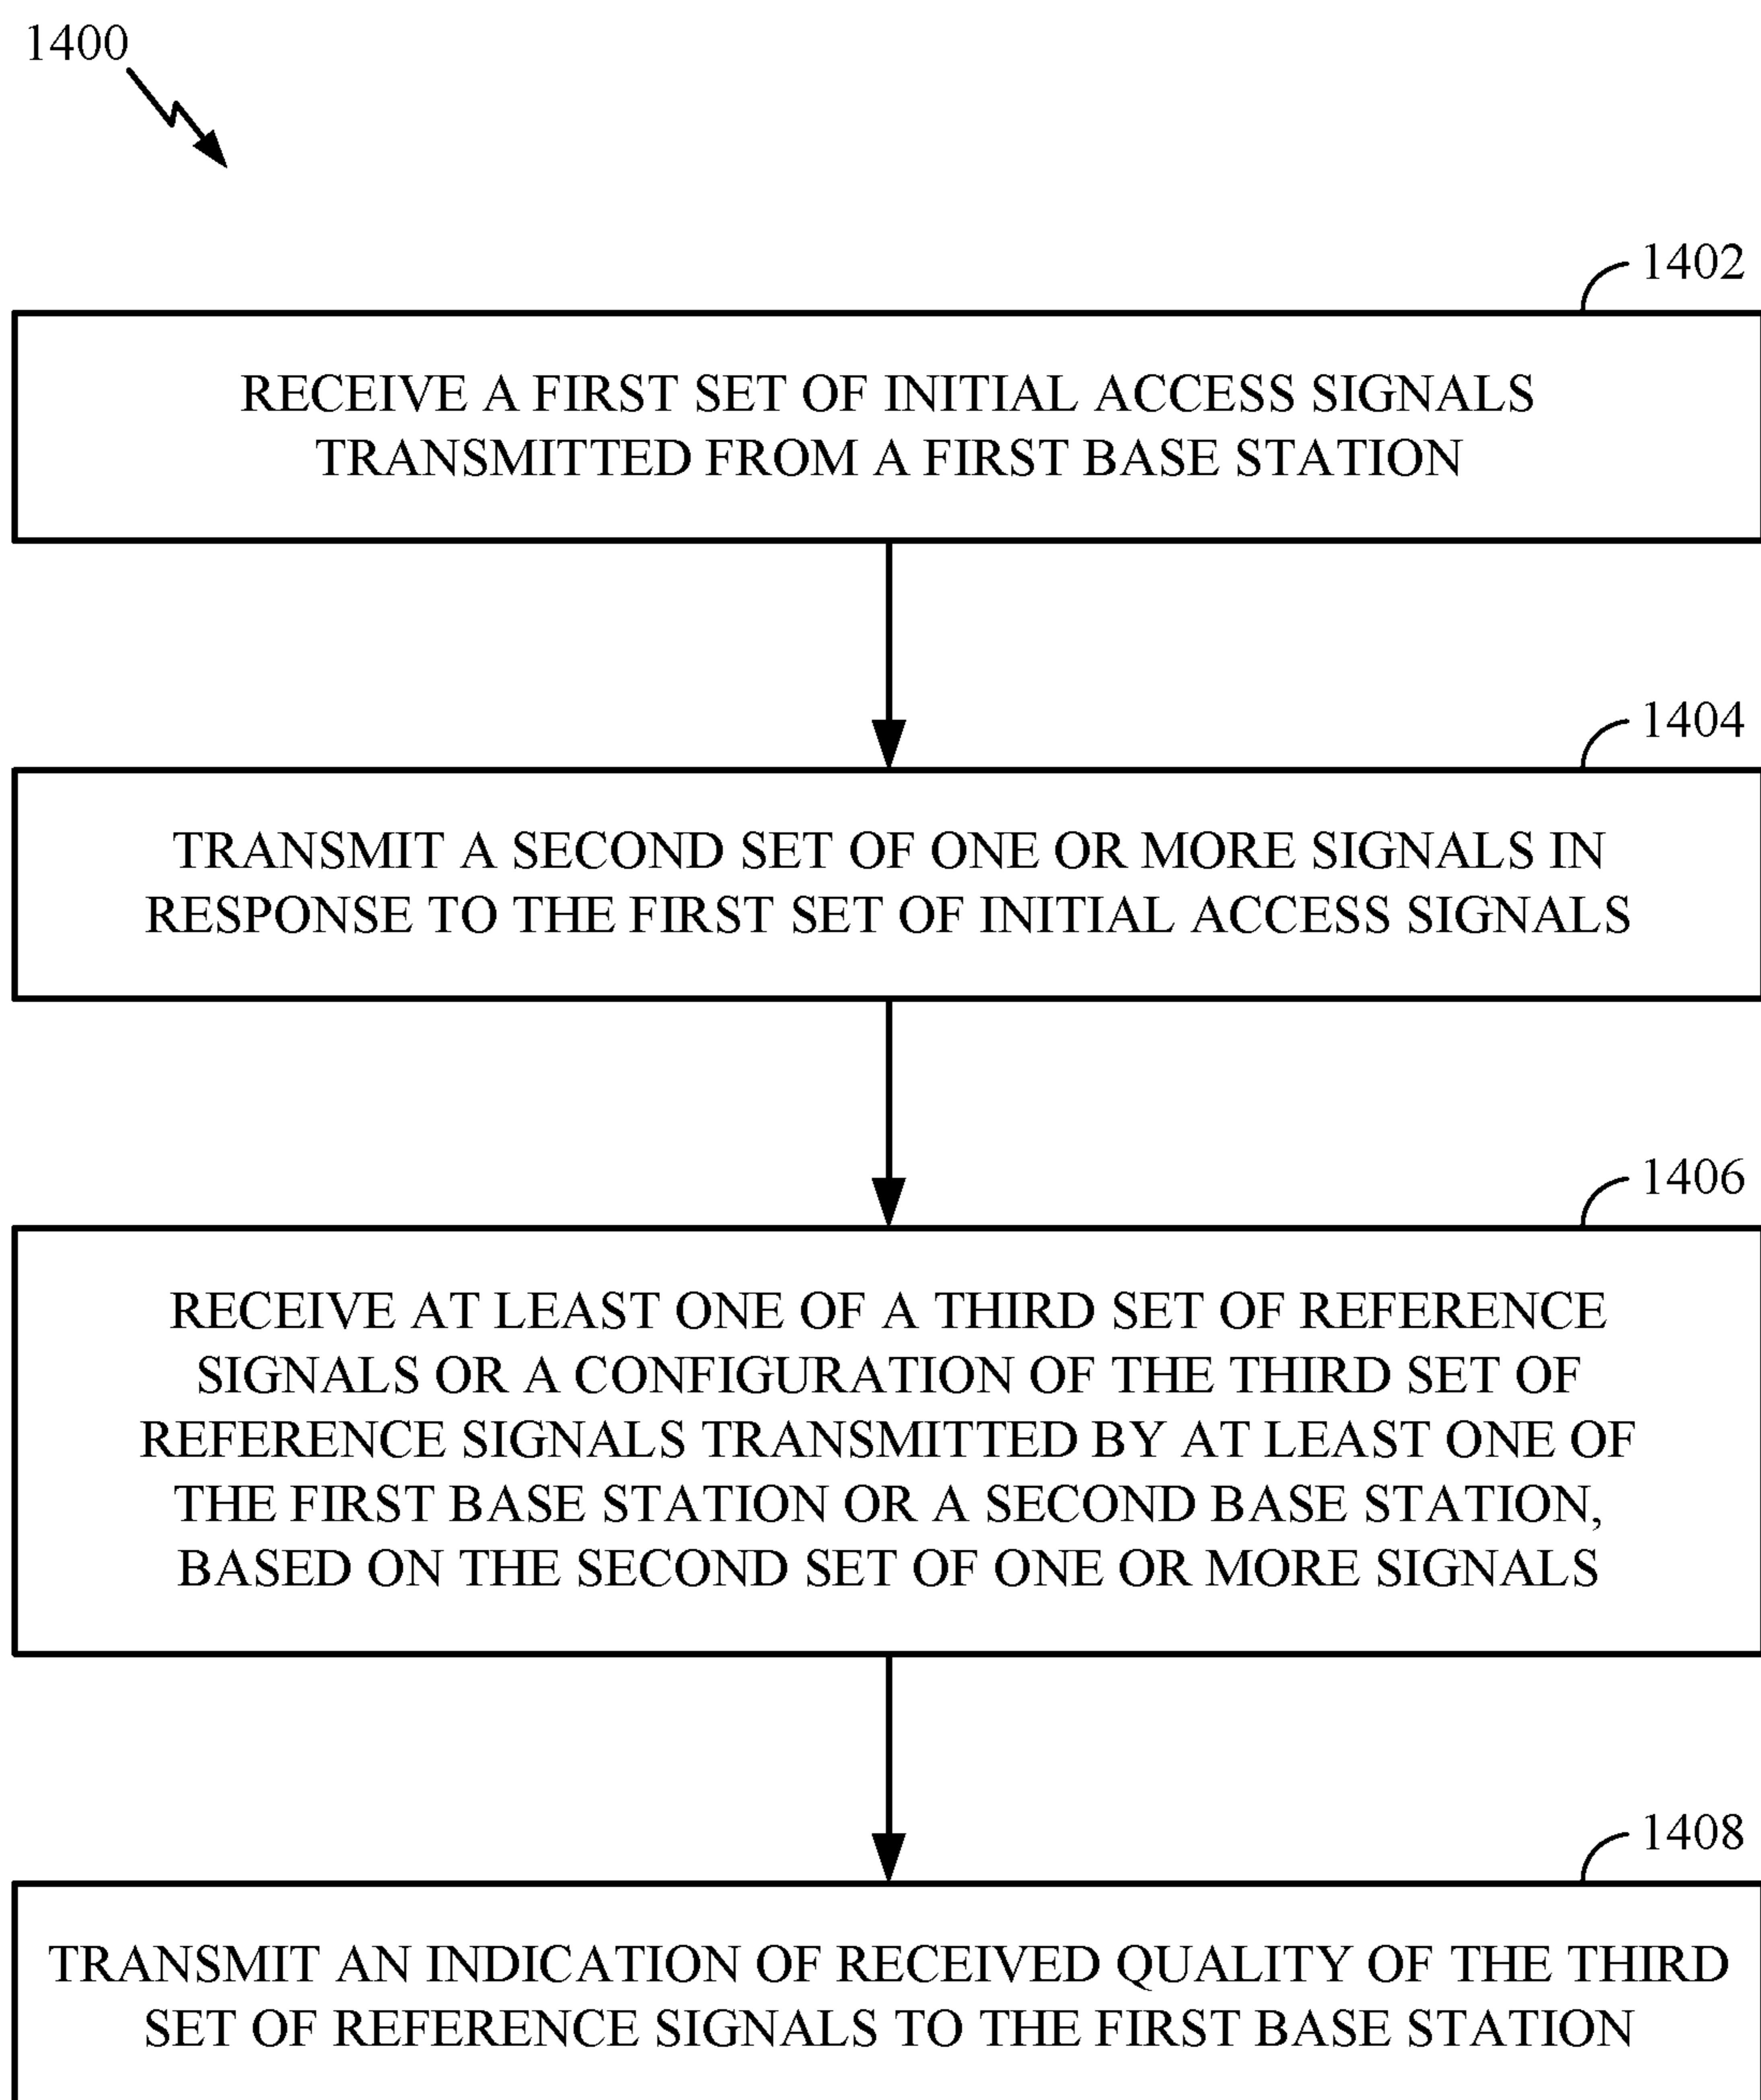 1400
1402
RECEIVE A FIRST SET OF INITIAL ACCESS SIGNALS
TRANSMITTED FROM A FIRST BASE STATION
1404
TRANSMIT A SECOND SET OF ONE OR MORE SIGNALS IN
RESPONSE TO THE FIRST SET OF INITIAL ACCESS SIGNALS
1406
RECEIVE AT LEAST ONE OF A THIRD SET OF REFERENCE
SIGNALS OR A CONFIGURATION OF THE THIRD SET OF
REFERENCE SIGNALS TRANSMITTED BY AT LEAST ONE OF
THE FIRST BASE STATION OR A SECOND BASE STATION,
BASED ON THE SECOND SET OF ONE OR MORE SIGNALS
1408
TRANSMIT AN INDICATION OF RECEIVED QUALITY OF THE THIRD
SET OF REFERENCE SIGNALS TO THE FIRST BASE STATION